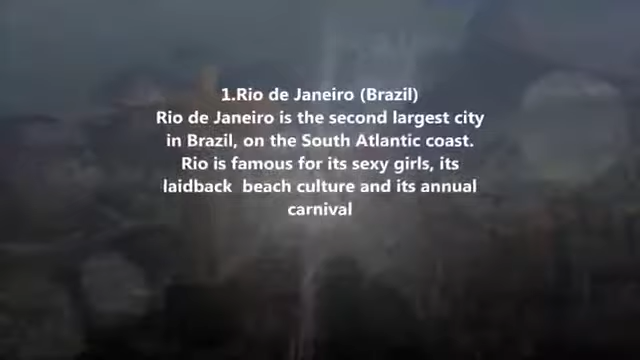 1.Rio de Janeiro (Brazil)
Rio de Janeiro is the second largest city
in Brazil, on the South Atlantic coast.
Rio is famous for its sexy girls, its
laidback  beach culture and its annual
carnival